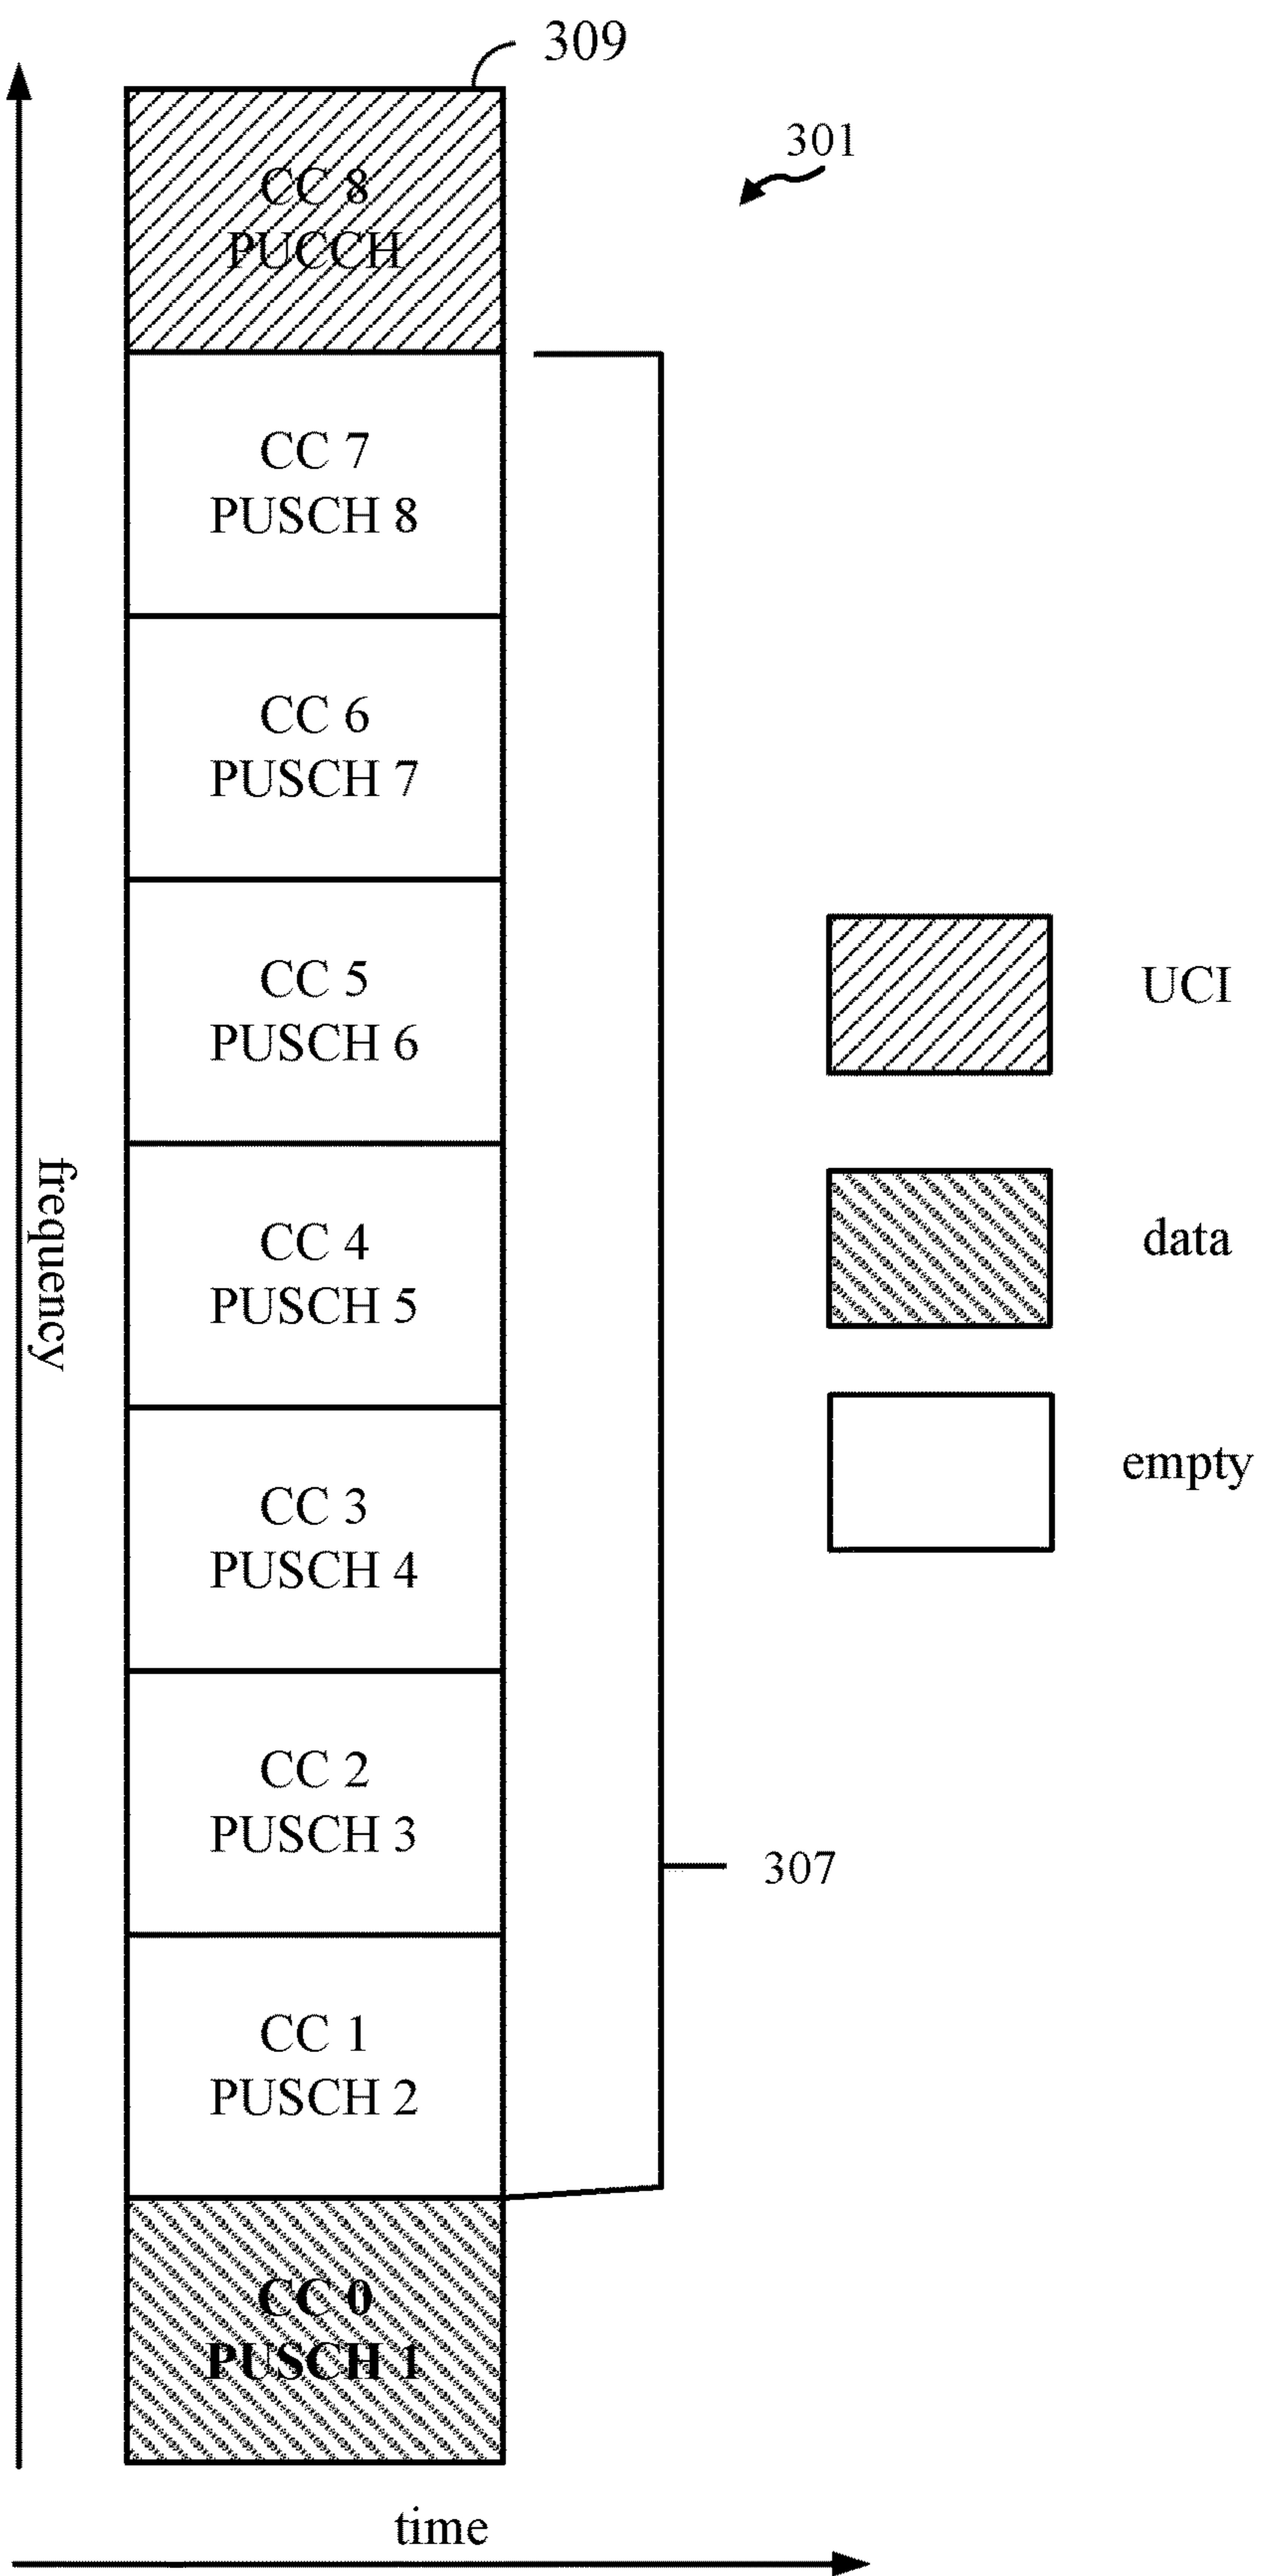 309
301
CC 8
PUCCH
CC 7
PUSCH 8
CC 6
PUSCH 7
CC 5
PUSCH 6
CC 4
PUSCH 5
CC 3
PUSCH 4
CC 2
PUSCH 3
CC 1
PUSCH 2
CC 0
PUSCH 1
307
UCI
data
empty
frequency
time